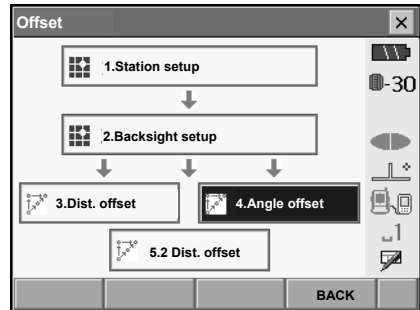 Offset
1.Station setup
-30
2.Backsight setup
3.Dist. offset
4.Angle offset
5.2 Dist. offset
1
BACK